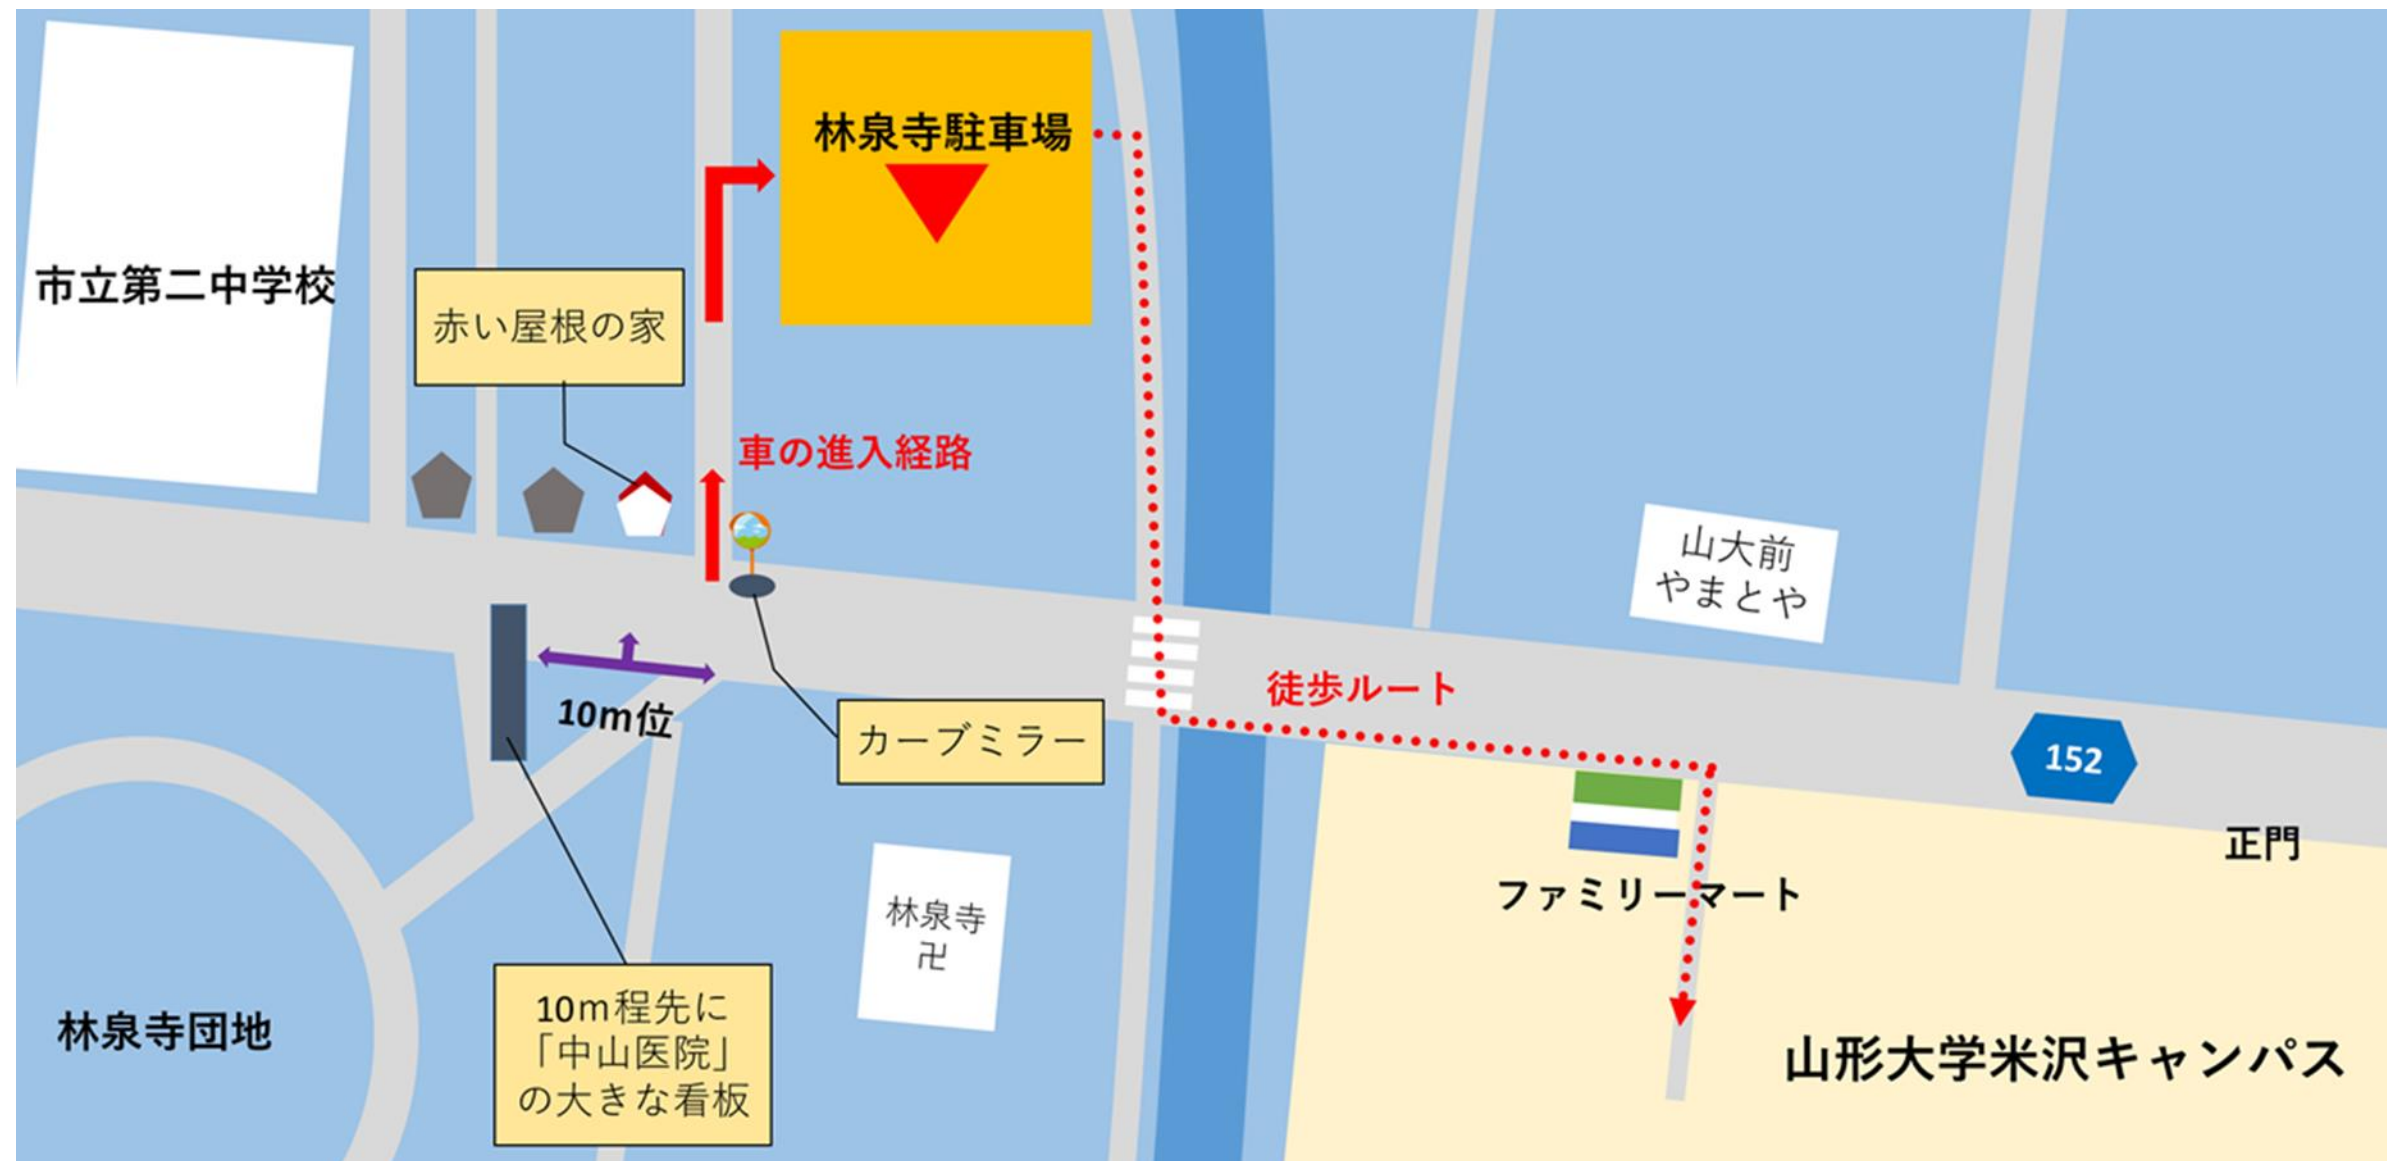 林泉寺駐車場
市立第二中学校
赤い屋根の家
車の進入経路
山大前
やまとや
徒歩ルート
10m位
カーブミラー
152
正門
ファミリーマート
林泉寺
卍
10m程先に
「中山医院」
の大きな看板
林泉寺団地
山形大学米沢キャンパス